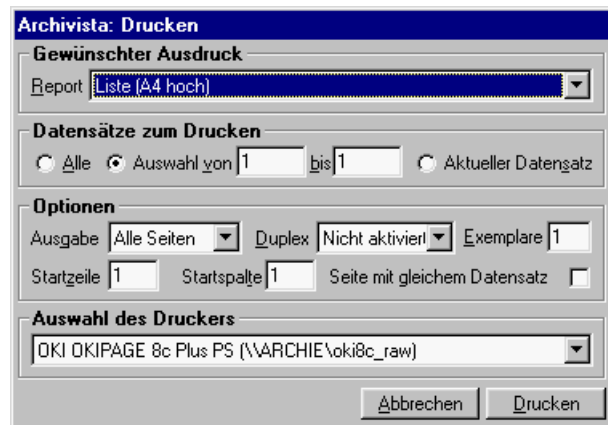 Archivista: Drucken
Gewünschter Ausdruck
Report Liste (A4 hoch)
Datensätze zum Drucken
Alle Auswahl von 1 bis 1 Aktueller Datensatz
Optionen
Ausgabe Alle Seiten Duplex Nicht aktiviert Exemplare 1
Startzeile 1 Startspalte 1 Seite mit gleichem Datensatz
Auswahl des Druckers
OKI OKIPAGE 8c Plus PS (\\ARCHIE\oki8c_raw)
Abbrechen Drucken